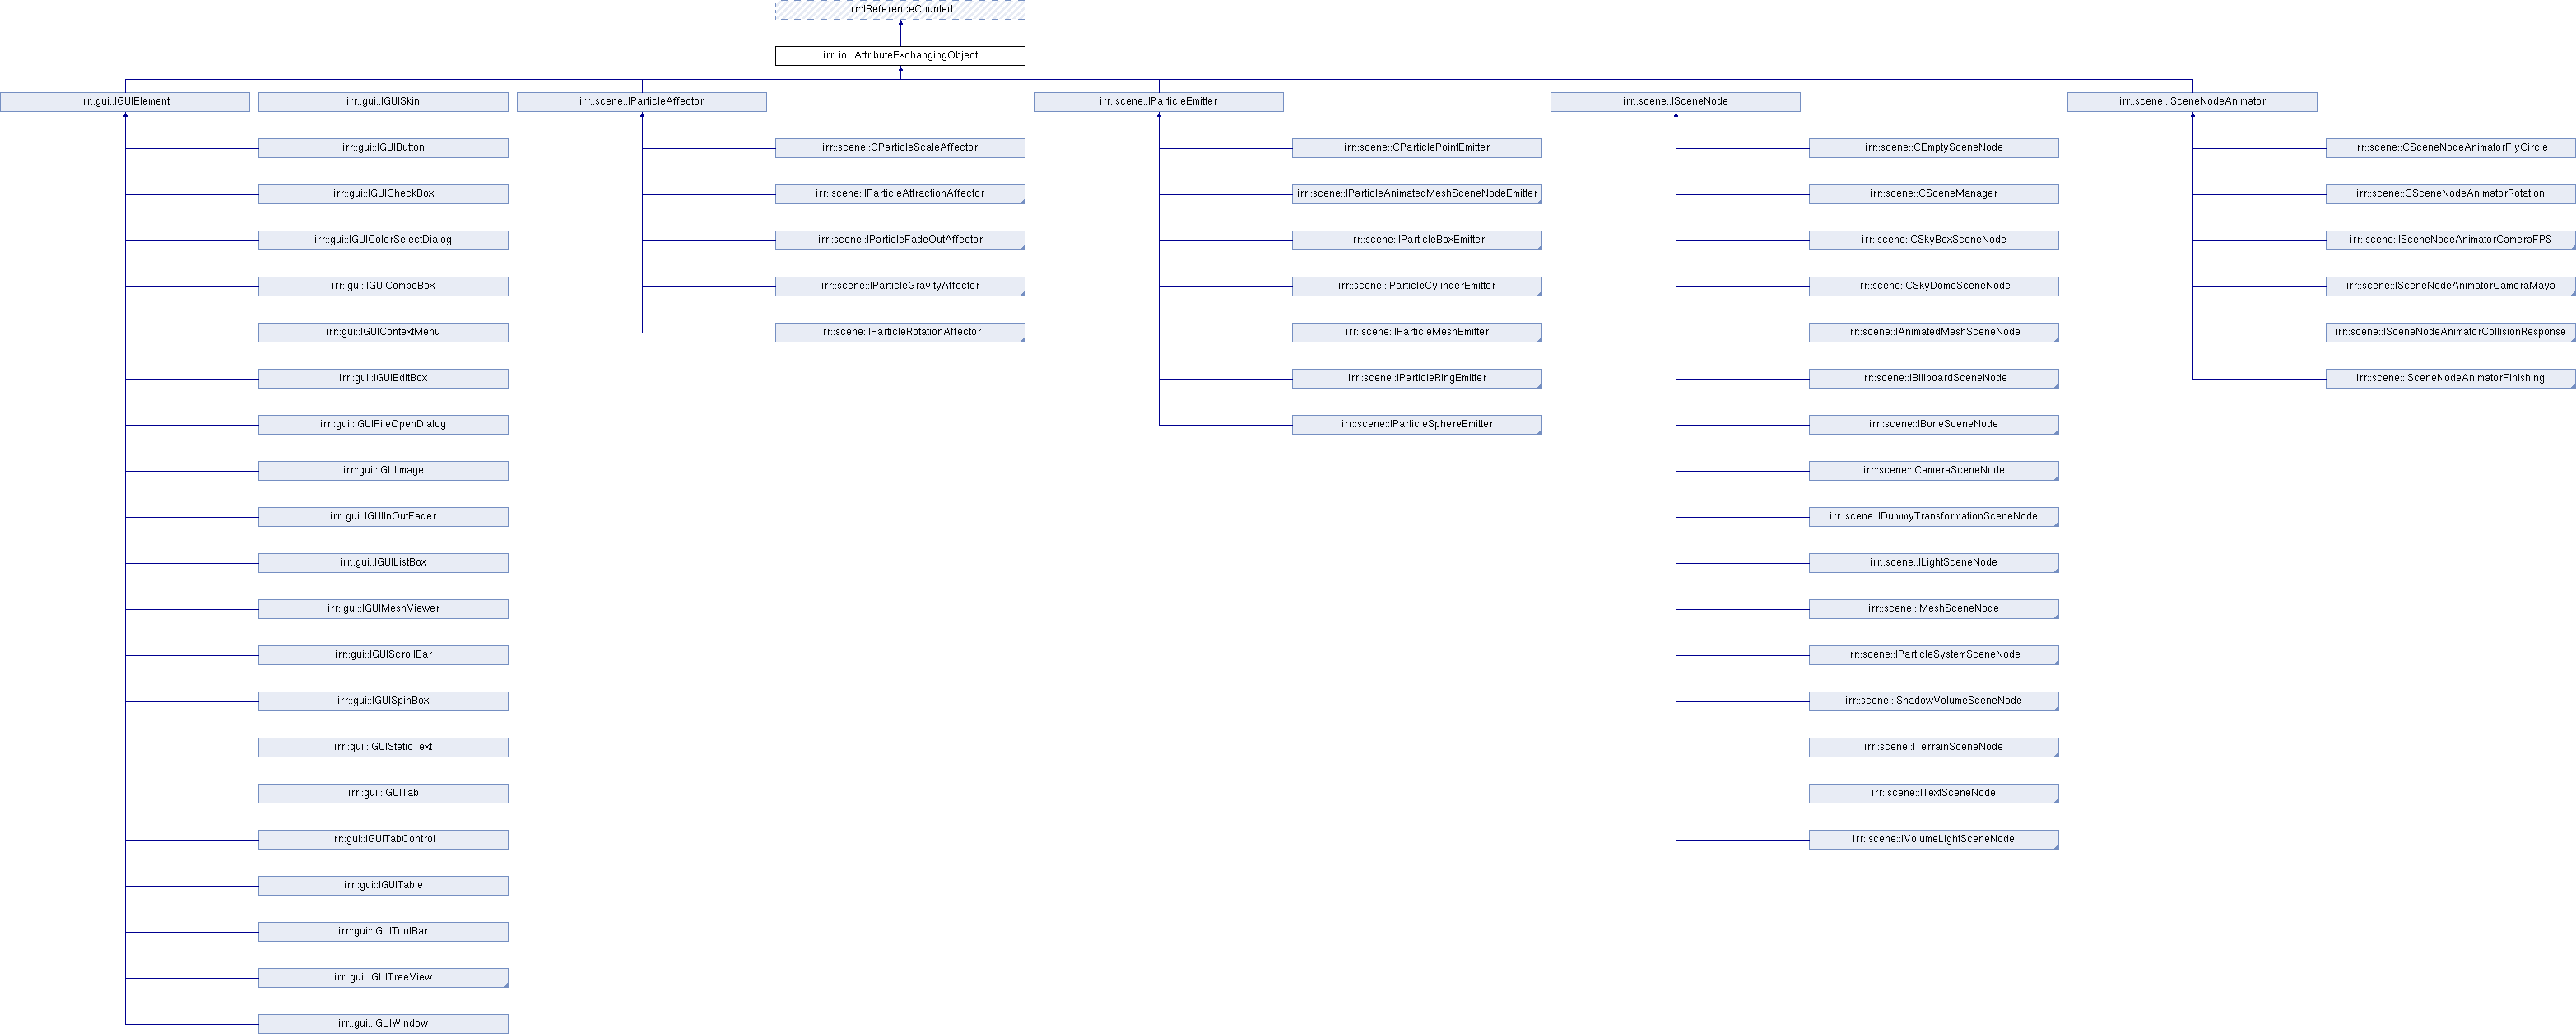 irr::IReferenceCounted
irr::io::IAttributeExchangingObject
irr::gui::IGUIElement
irr::gui::IGUISkin
irr::scene::IParticleAffector
irr::scene::IParticleEmitter
irr::scene::ISceneNode
irr::scene::ISceneNodeAnimator
irr::gui::IGUIButton
irr::gui::IGUICheckBox
irr::gui::IGUIColorSelectDialog
irr::gui::IGUIComboBox
irr::gui::IGUIContextMenu
irr::gui::IGUIEditBox
irr::gui::IGUIFileOpenDialog
irr::gui::IGUIImage
irr::gui::IGUIInOutFader
irr::gui::IGUIListBox
irr::gui::IGUIMeshViewer
irr::gui::IGUIScrollBar
irr::gui::IGUISpinBox
irr::gui::IGUIStaticText
irr::gui::IGUITab
irr::gui::IGUITabControl
irr::gui::IGUITable
irr::gui::IGUIToolBar
irr::gui::IGUITreeView
irr::gui::IGUIWindow
irr::scene::CParticleScaleAffector
irr::scene::IParticleAttractionAffector
irr::scene::IParticleFadeOutAffector
irr::scene::IParticleGravityAffector
irr::scene::IParticleRotationAffector
irr::scene::CParticlePointEmitter
irr::scene::IParticleAnimatedMeshSceneNodeEmitter
irr::scene::IParticleBoxEmitter
irr::scene::IParticleCylinderEmitter
irr::scene::IParticleMeshEmitter
irr::scene::IParticleRingEmitter
irr::scene::IParticleSphereEmitter
irr::scene::CEmptySceneNode
irr::scene::CSceneManager
irr::scene::CSkyBoxSceneNode
irr::scene::CSkyDomeSceneNode
irr::scene::IAnimatedMeshSceneNode
irr::scene::IBillboardSceneNode
irr::scene::IBoneSceneNode
irr::scene::ICameraSceneNode
irr::scene::IDummyTransformationSceneNode
irr::scene::ILightSceneNode
irr::scene::IMeshSceneNode
irr::scene::IParticleSystemSceneNode
irr::scene::IShadowVolumeSceneNode
irr::scene::ITerrainSceneNode
irr::scene::ITextSceneNode
irr::scene::IVolumeLightSceneNode
irr::scene::CSceneNodeAnimatorFlyCircle
irr::scene::CSceneNodeAnimatorRotation
irr::scene::ISceneNodeAnimatorCameraFPS
irr::scene::ISceneNodeAnimatorCameraMaya
irr::scene::ISceneNodeAnimatorCollisionResponse
irr::scene::ISceneNodeAnimatorFinishing